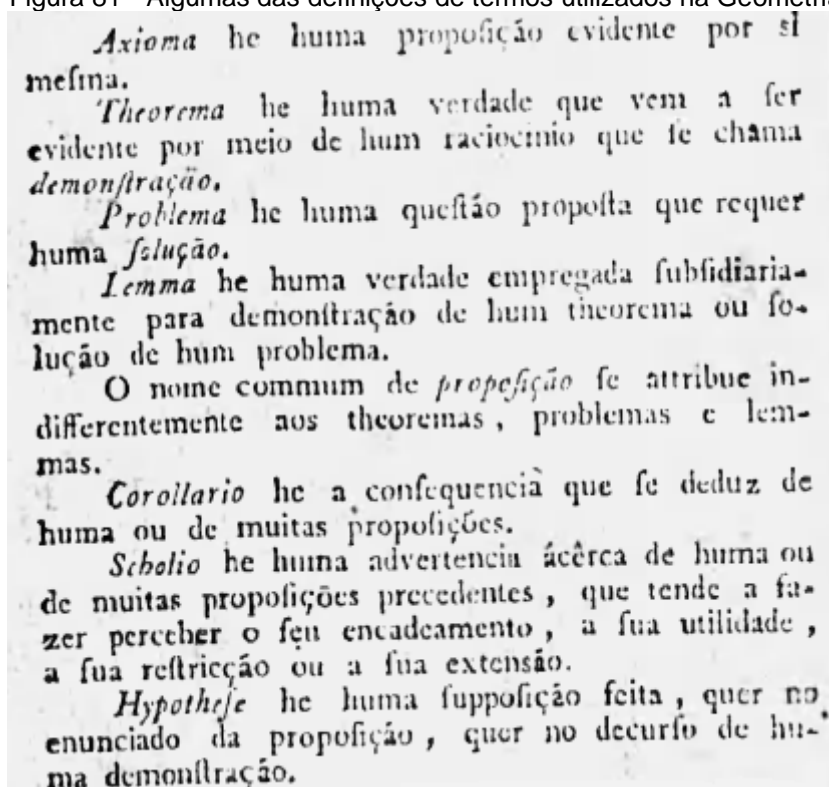 Figura 81 – Algumas das definições de termos utilizados na Geometri
Axioma he huma propoſição evidente por ſi
meſma.
Theorema he huma verdade que vem a ſer
evidente por meio de hum raciocinio que ſe chama
demonſtração.
Problema he huma queſtão propoſta que requer
huma ſolução.
Lemma he huma verdade empregada ſubſidiaria-
mente para demonſtração de hum theorema ou ſo-
lução de hum problema.
O nome commum de propoſição ſe attribue in-
differentemente aos theoremas , problemas e lem-
mas.
Corollario he a conſequencia que ſe deduz de
huma ou de muitas propoſições.
Scholio he huma advertencia ácêrca de huma ou
de muitas propoſições precedentes , que tende a fa-
zer perceber o ſeu encadeamento , a ſua utilidade ,
a ſua reſtricção ou a ſua extensão.
Hypotheſe he huma ſuppoſição feita , quer no
enunciado da propoſição , quer no decurſo de hu-
ma demonſtração.